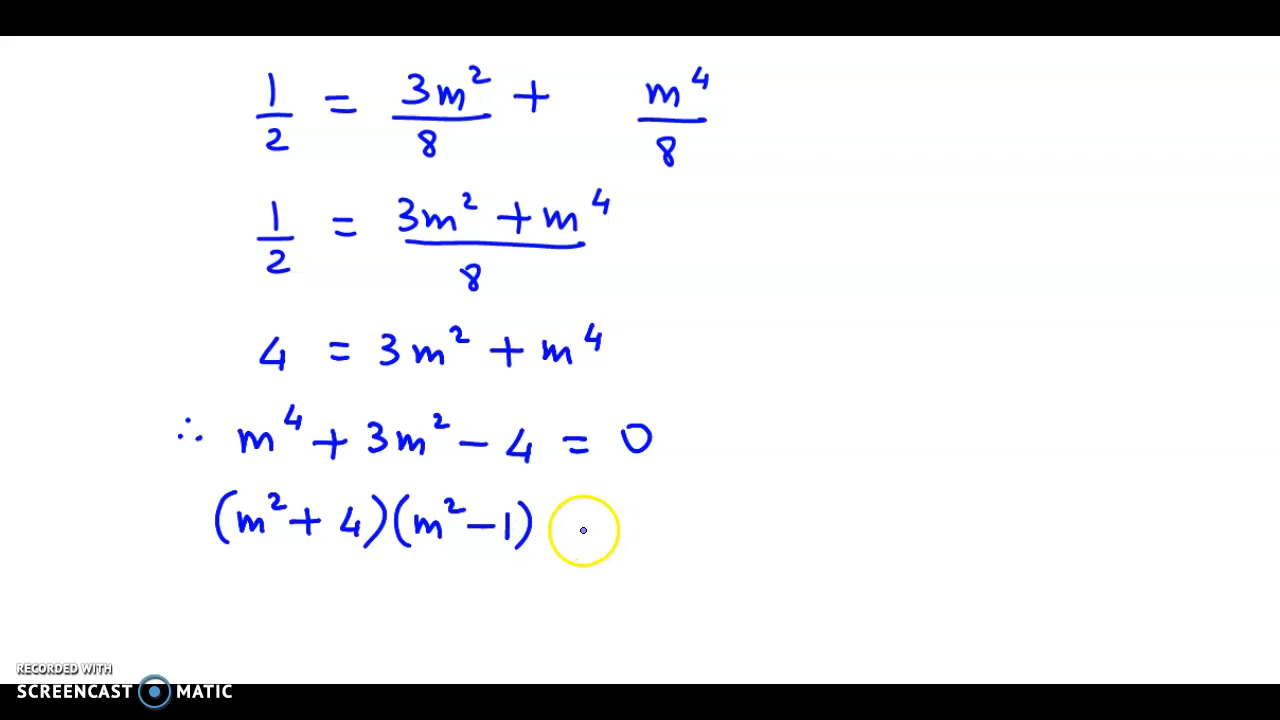 1/2 = 3m²/8 + m⁴/8
1/2 = (3m² + m⁴)/8
4 = 3m² + m⁴
∴ m⁴ + 3m² − 4 = 0
(m² + 4)(m² − 1)
RECORDED WITH
SCREENCAST MATIC